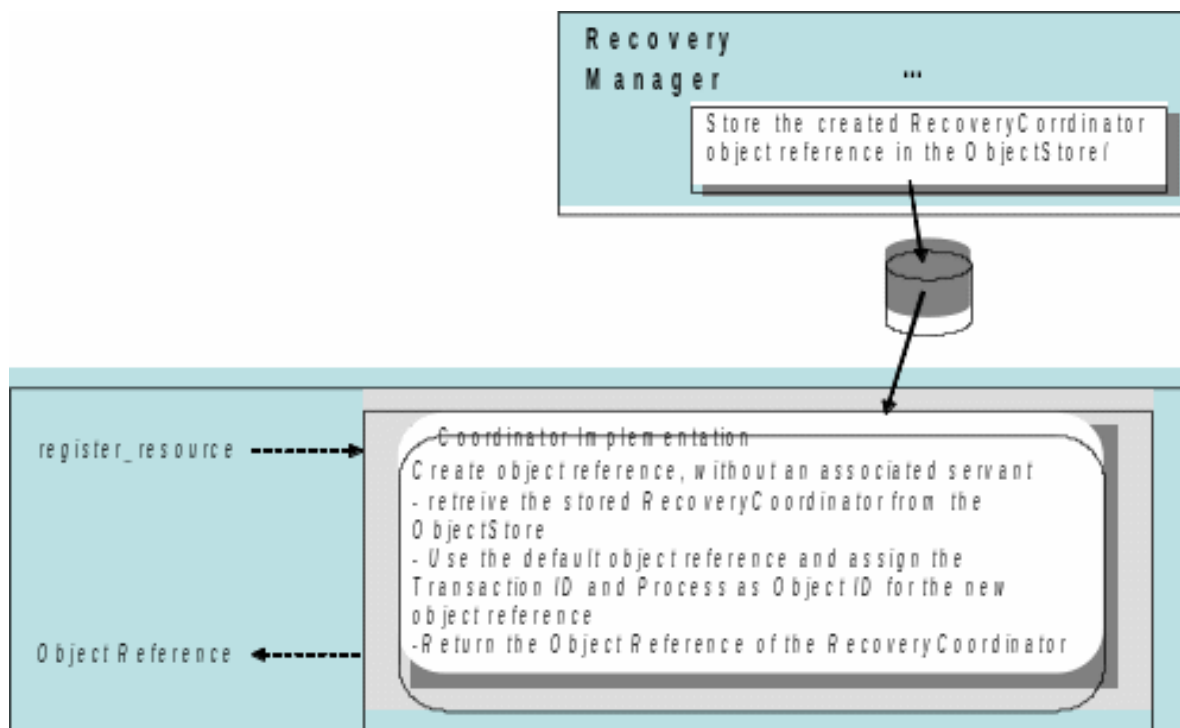 Recovery
Manager ...
Store the created RecoveryCorrdinator
object reference in the ObjectStore(
register_resource
Coordinator Implementation
Create object reference, without an associated servant
- retreive the stored RecoveryCoordinator from the
ObjectStore
- Use the default object reference and assign the
Transaction ID and Process as Object ID for the new
object reference
-Return the Object Reference of the RecoveryCoordinator
ObjectReference